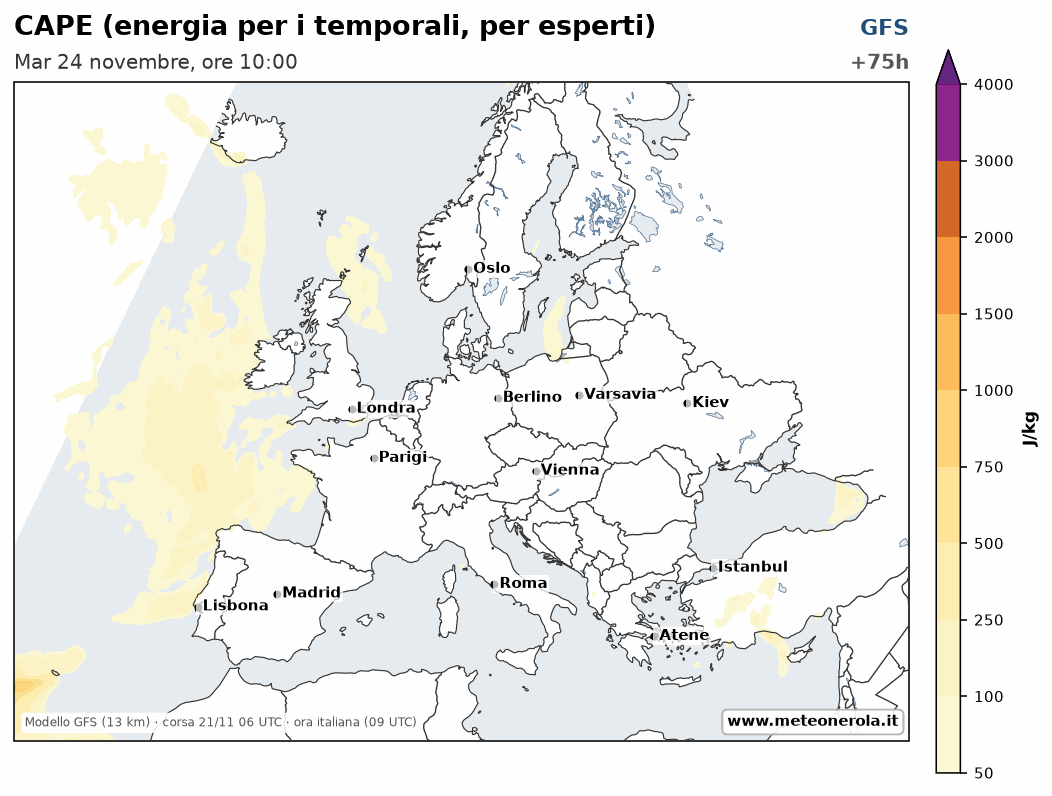 CAPE (energia per i temporali, per esperti)
GFS
Mar 24 novembre, ore 10:00
+75h
4000
3000
2000
1500
1000
750
500
250
100
50
J/kg
Oslo
Berlino
Varsavia
Kiev
Londra
Parigi
Vienna
Istanbul
Roma
Madrid
Lisbona
Atene
Modello GFS (13 km) · corsa 21/11 06 UTC · ora italiana (09 UTC)
www.meteonerola.it